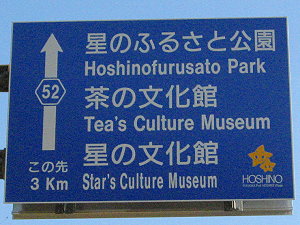 星のふるさと公園
Hoshinofurusato Park
52
茶の文化館
Tea's Culture Museum
星の文化館
Star's Culture Museum
この先
3 Km
HOSHINO